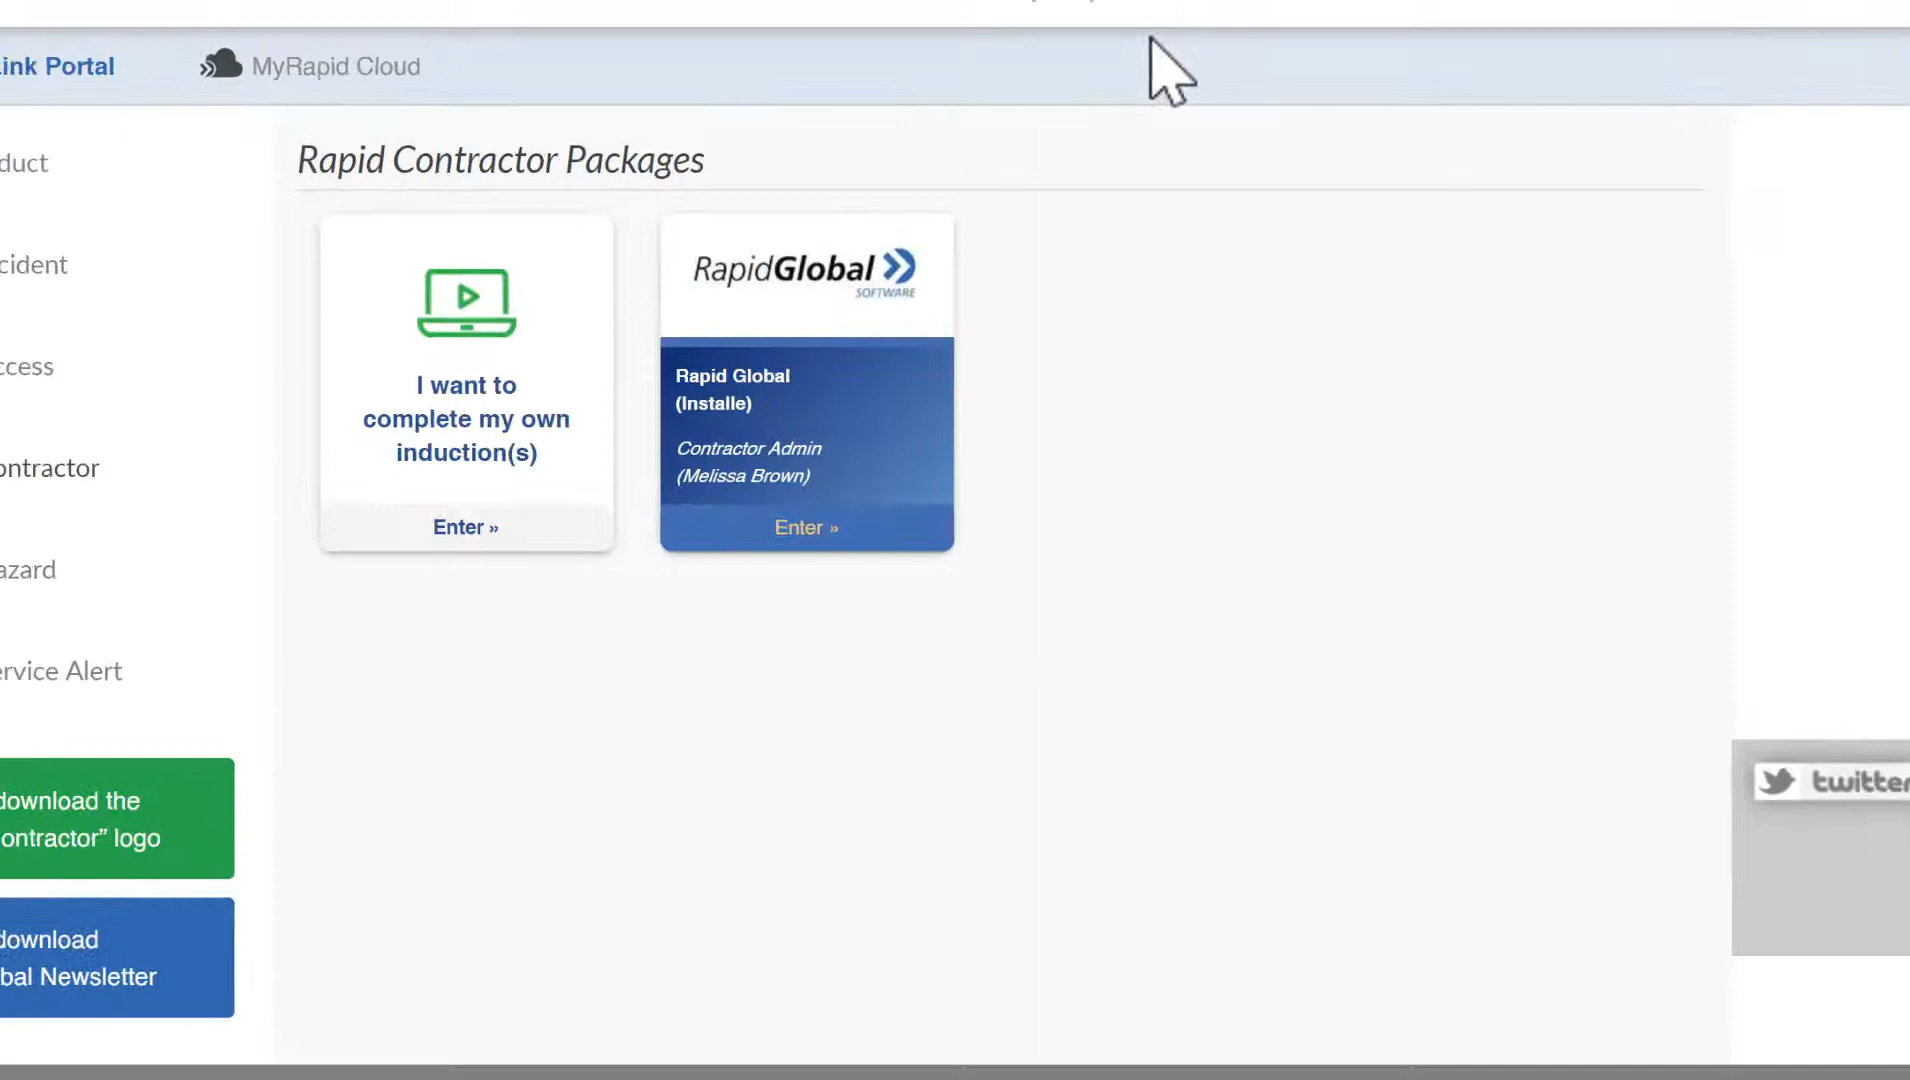 ink Portal
MyRapid Cloud
duct
cident
ccess
ontractor
azard
ervice Alert
download the
ontractor” logo
download
bal Newsletter
Rapid Contractor Packages
I want to
complete my own
induction(s)
Enter »
RapidGlobal
SOFTWARE
Rapid Global
(Installe)
Contractor Admin
(Melissa Brown)
Enter »
twitter